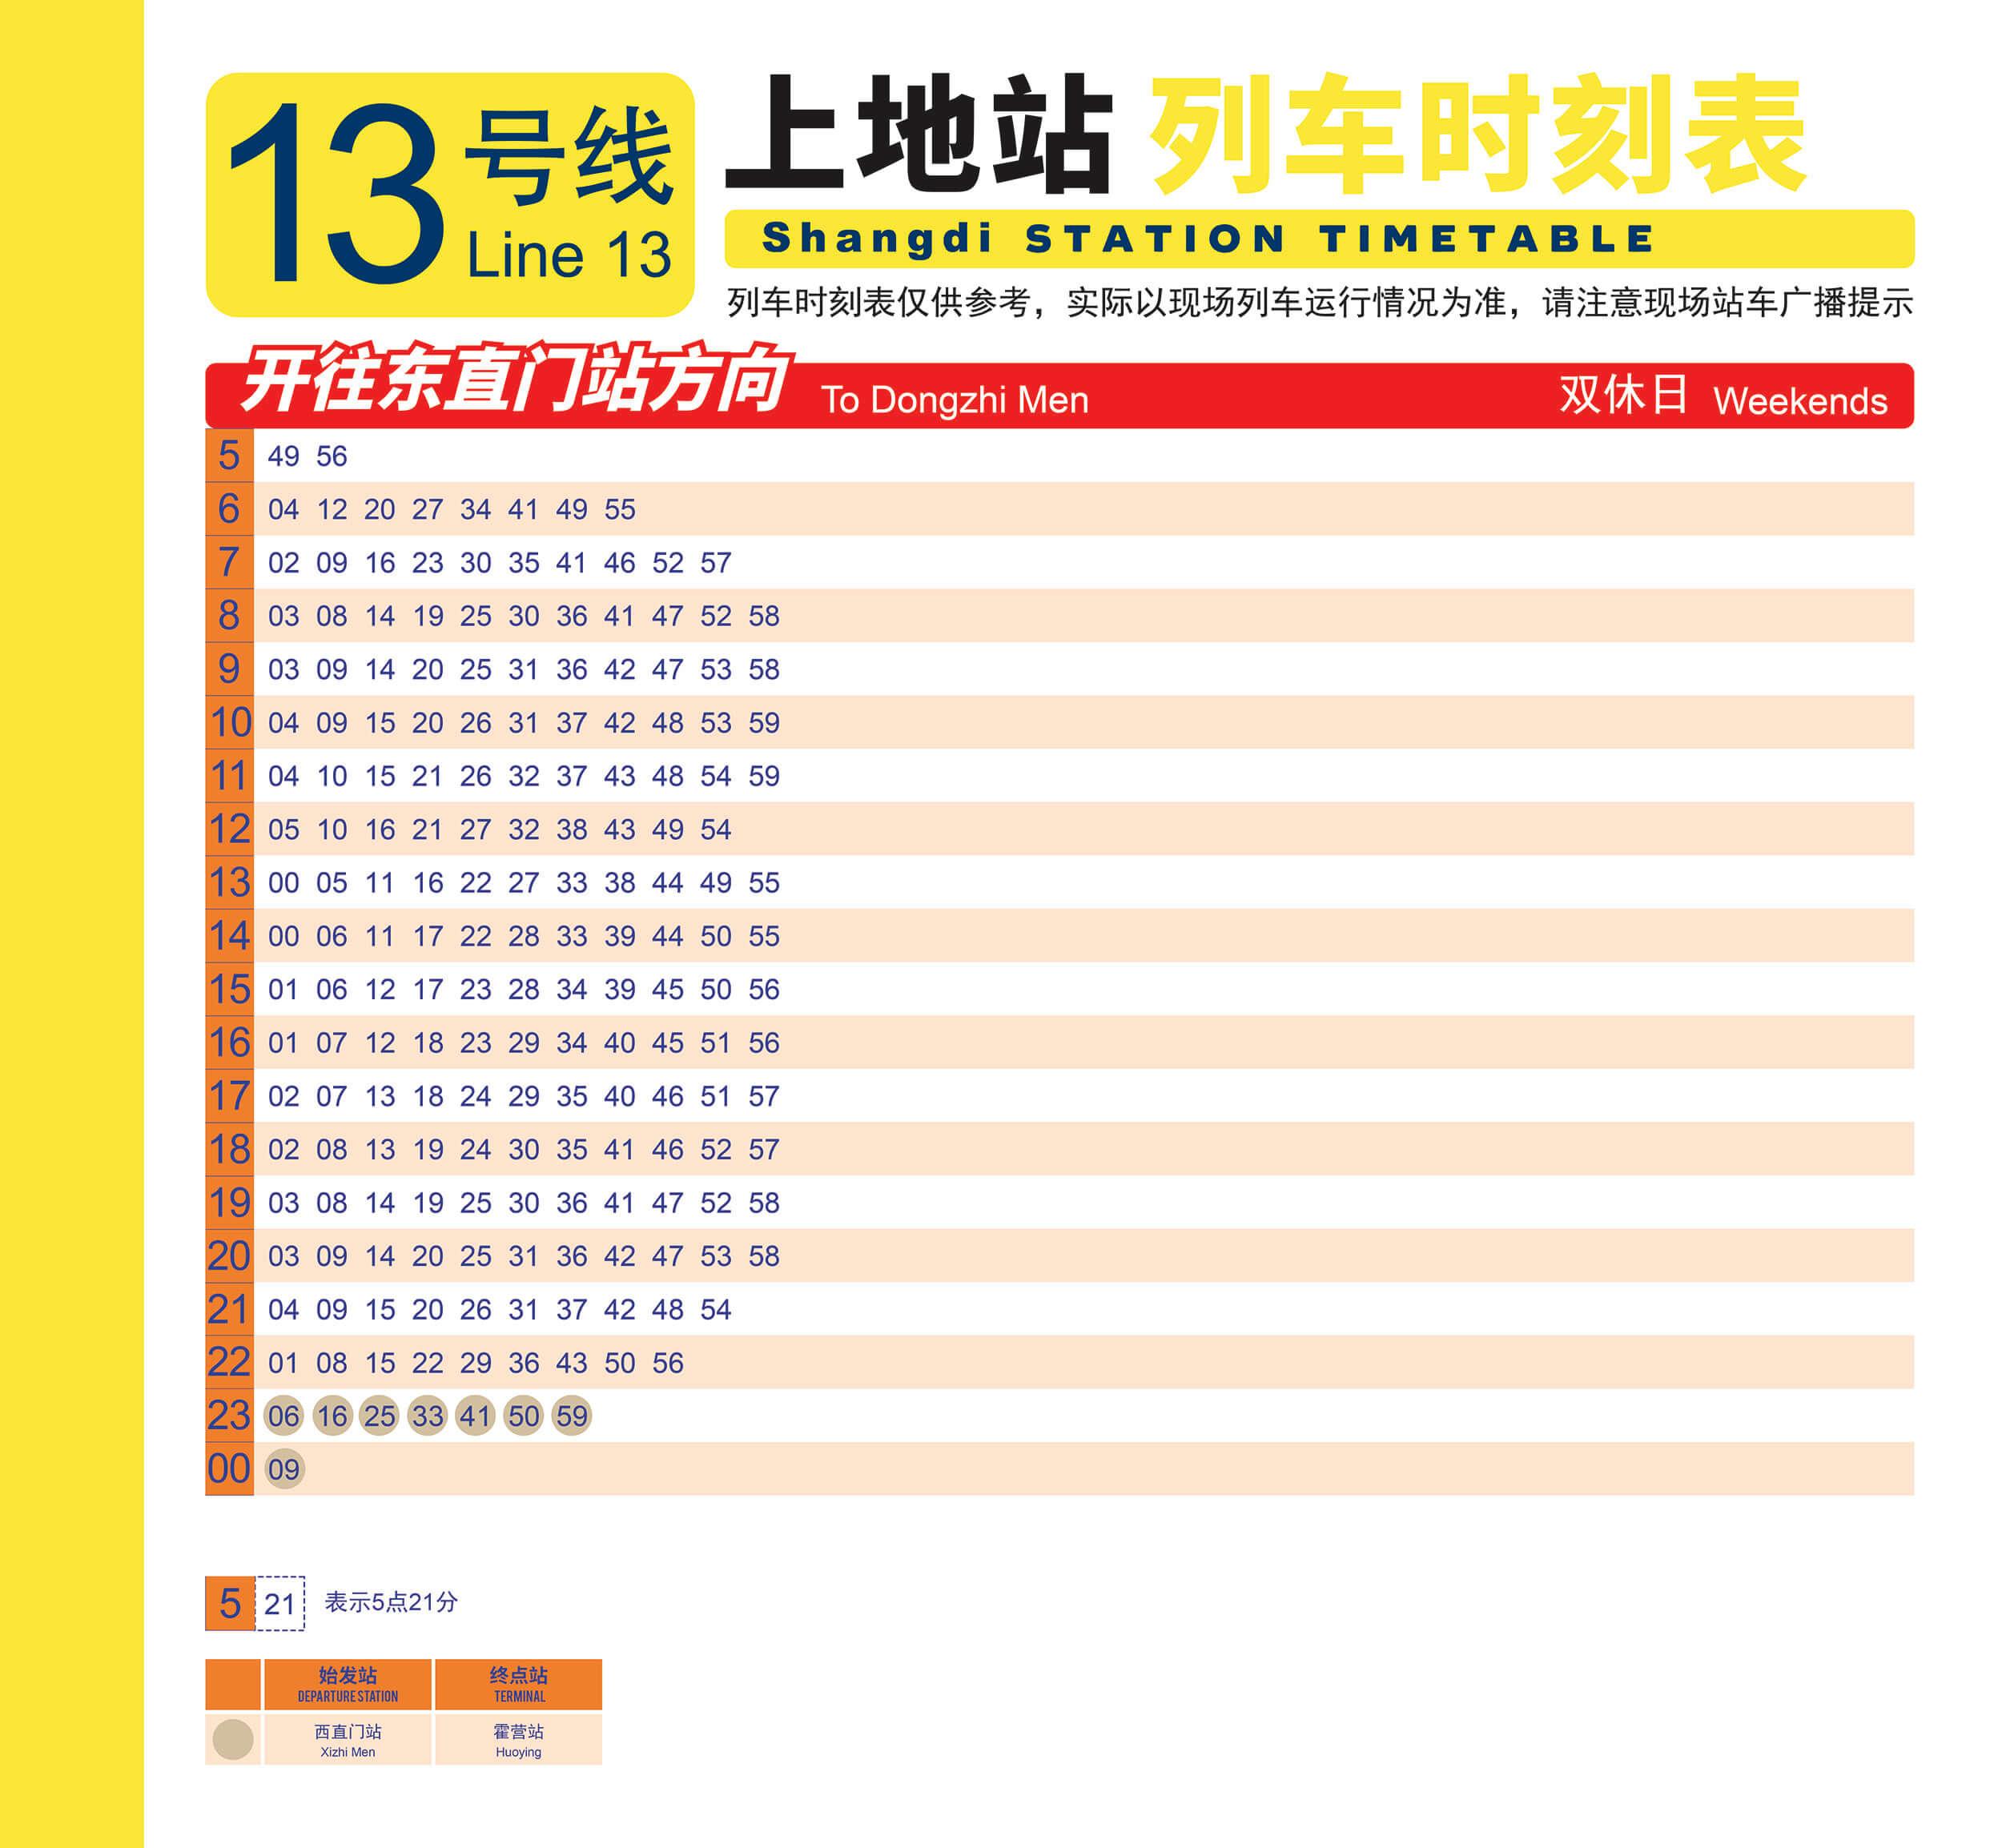 13号线
Line 13
上地站 列车时刻表
Shangdi STATION TIMETABLE
列车时刻表仅供参考，实际以现场列车运行情况为准，请注意现场站车广播提示
开往东直门站方向 To Dongzhi Men 双休日 Weekends
5 49 56
6 04 12 20 27 34 41 49 55
7 02 09 16 23 30 35 41 46 52 57
8 03 08 14 19 25 30 36 41 47 52 58
9 03 09 14 20 25 31 36 42 47 53 58
10 04 09 15 20 26 31 37 42 48 53 59
11 04 10 15 21 26 32 37 43 48 54 59
12 05 10 16 21 27 32 38 43 49 54
13 00 05 11 16 22 27 33 38 44 49 55
14 00 06 11 17 22 28 33 39 44 50 55
15 01 06 12 17 23 28 34 39 45 50 56
16 01 07 12 18 23 29 34 40 45 51 56
17 02 07 13 18 24 29 35 40 46 51 57
18 02 08 13 19 24 30 35 41 46 52 57
19 03 08 14 19 25 30 36 41 47 52 58
20 03 09 14 20 25 31 36 42 47 53 58
21 04 09 15 20 26 31 37 42 48 54
22 01 08 15 22 29 36 43 50 56
23 06 16 25 33 41 50 59
00 09
5 21 表示5点21分
始发站 终点站
DEPARTURE STATION TERMINAL
西直门站 霍营站
Xizhi Men Huoying